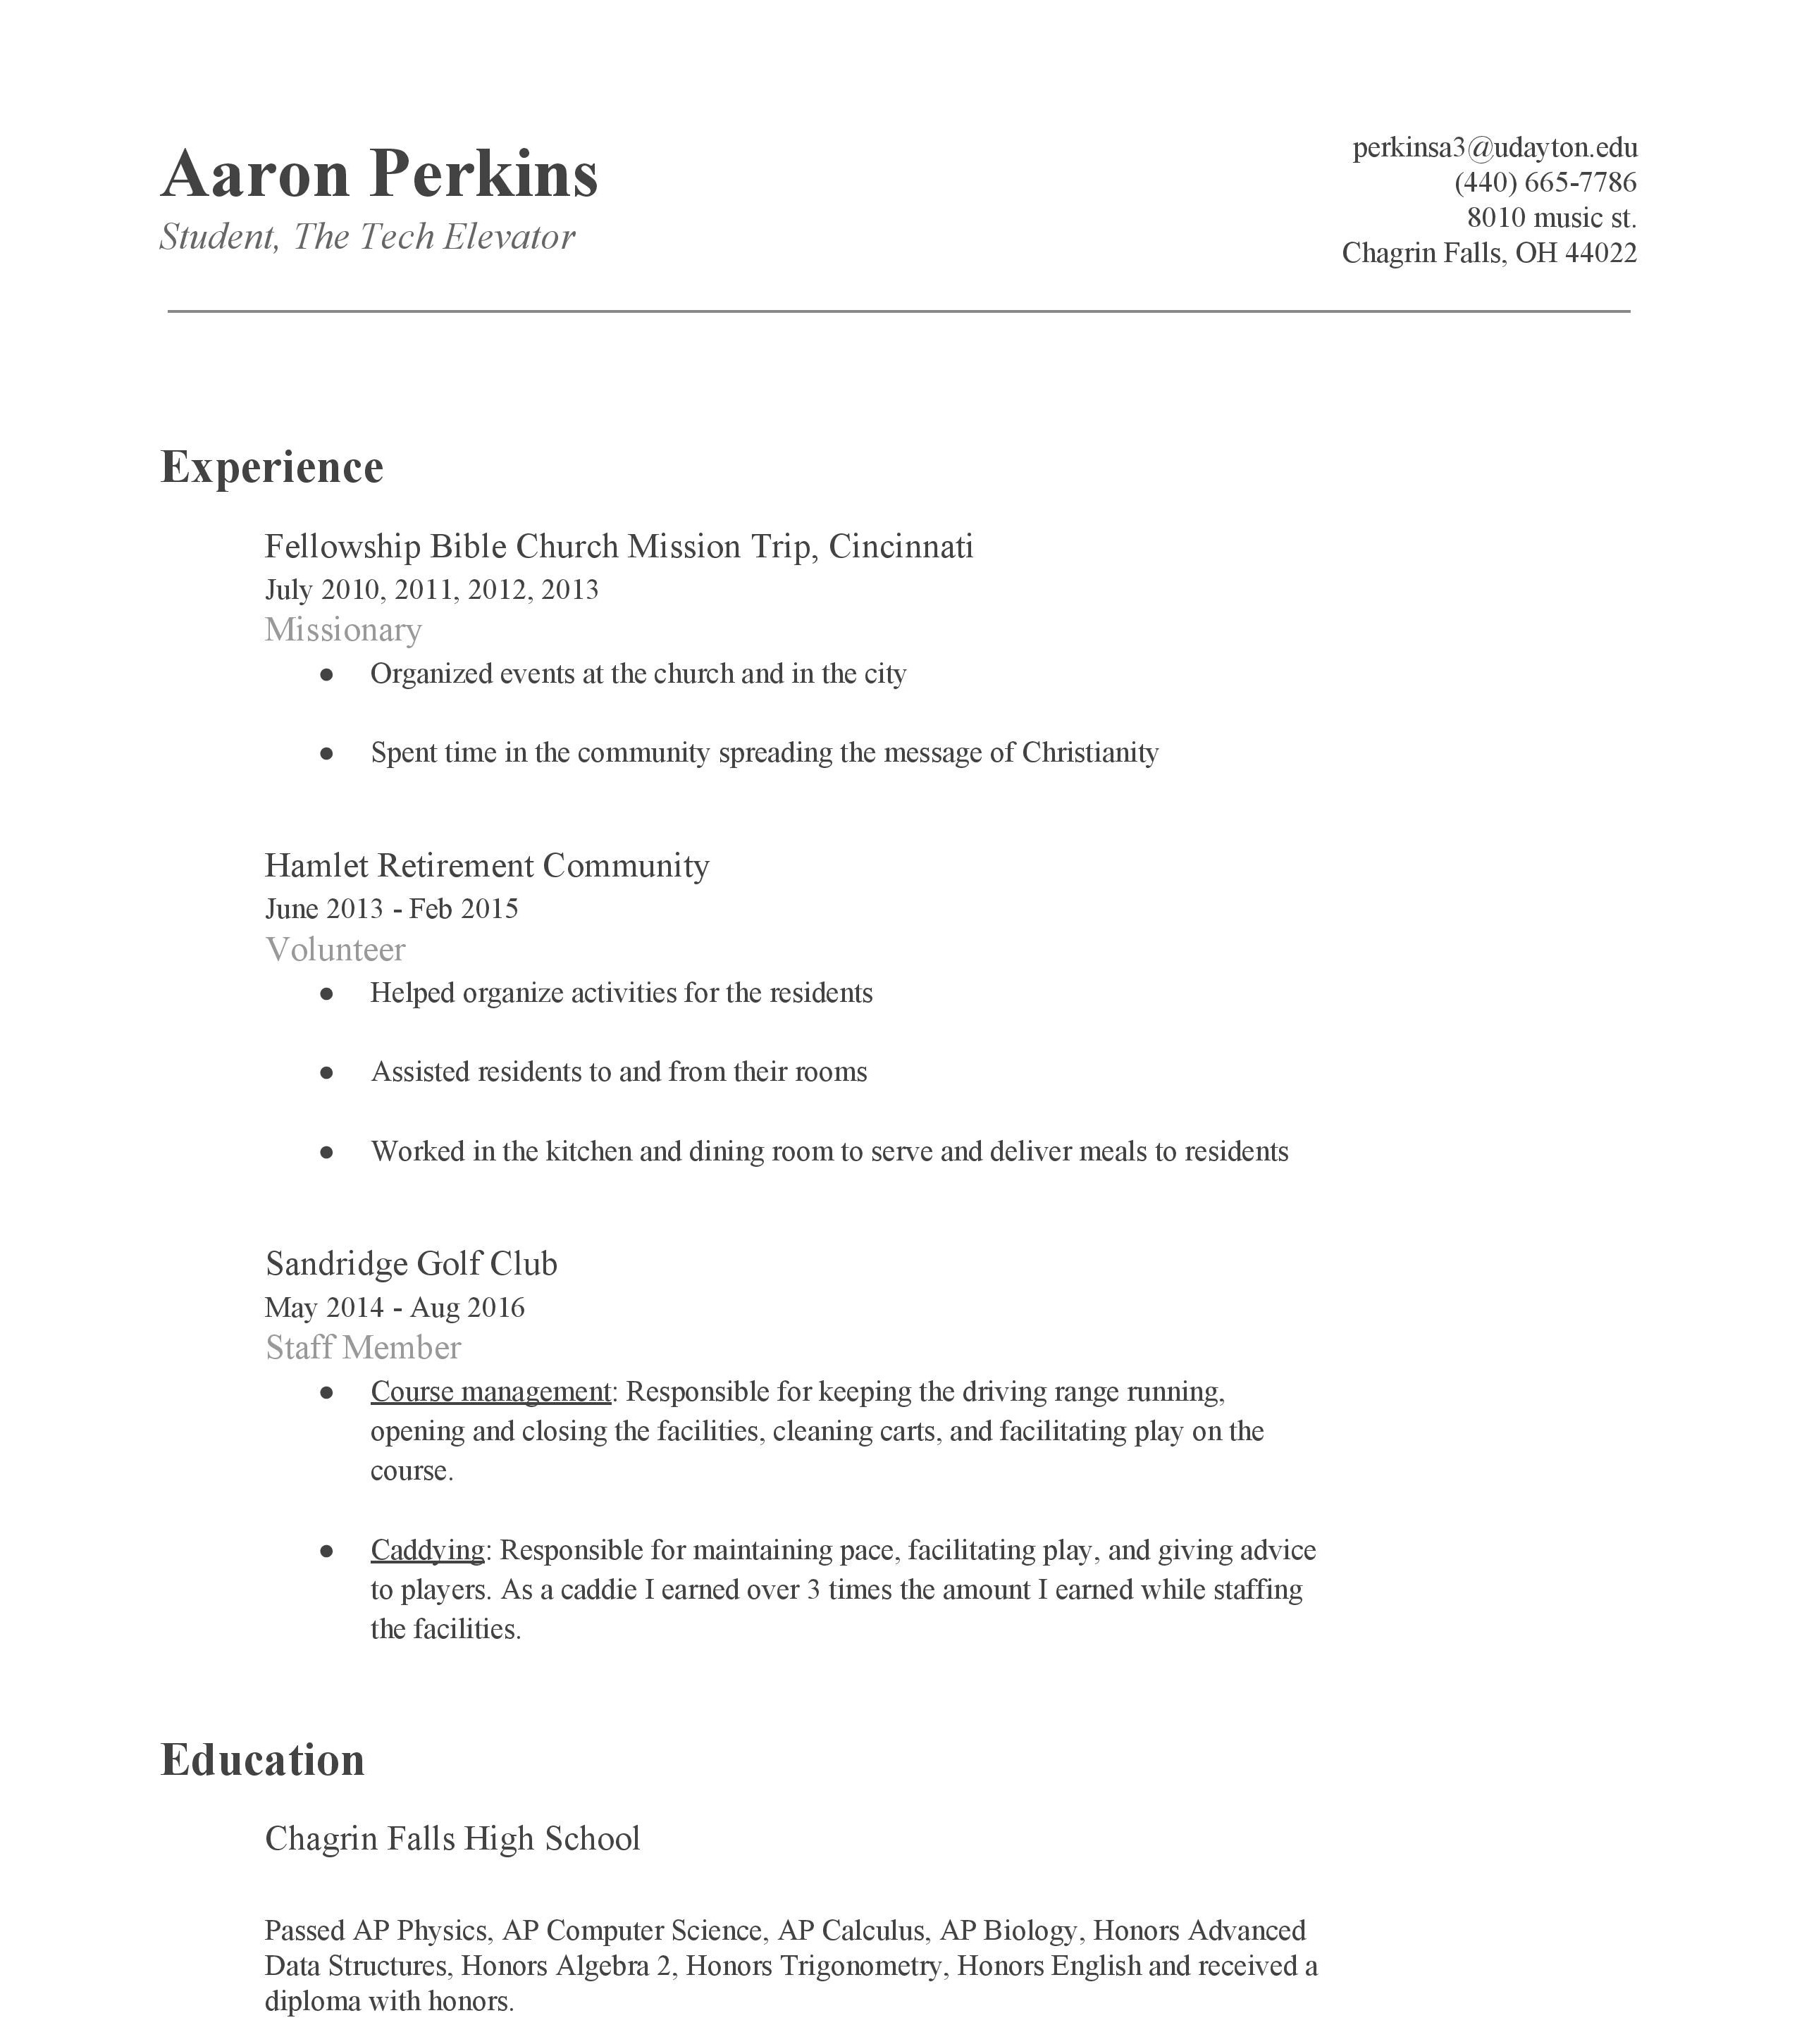 Aaron Perkins
Student, The Tech Elevator
perkinsa3@udayton.edu
(440) 665-7786
8010 music st.
Chagrin Falls, OH 44022
Experience
Fellowship Bible Church Mission Trip, Cincinnati
July 2010, 2011, 2012, 2013
Missionary
● Organized events at the church and in the city
● Spent time in the community spreading the message of Christianity
Hamlet Retirement Community
June 2013 - Feb 2015
Volunteer
● Helped organize activities for the residents
● Assisted residents to and from their rooms
● Worked in the kitchen and dining room to serve and deliver meals to residents
Sandridge Golf Club
May 2014 - Aug 2016
Staff Member
● Course management: Responsible for keeping the driving range running,
opening and closing the facilities, cleaning carts, and facilitating play on the
course.
● Caddying: Responsible for maintaining pace, facilitating play, and giving advice
to players. As a caddie I earned over 3 times the amount I earned while staffing
the facilities.
Education
Chagrin Falls High School
Passed AP Physics, AP Computer Science, AP Calculus, AP Biology, Honors Advanced
Data Structures, Honors Algebra 2, Honors Trigonometry, Honors English and received a
diploma with honors.